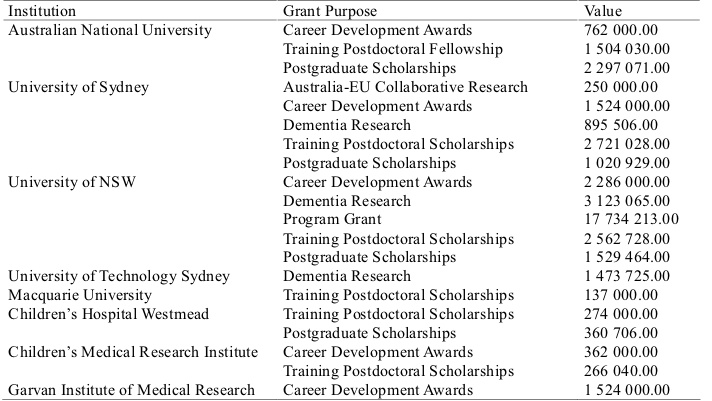 Institution Grant Purpose Value
Australian National University Career Development Awards 762 000.00
Training Postdoctoral Fellowship 1 504 030.00
Postgraduate Scholarships 2 297 071.00
University of Sydney Australia-EU Collaborative Research 250 000.00
Career Development Awards 1 524 000.00
Dementia Research 895 506.00
Training Postdoctoral Scholarships 2 721 028.00
Postgraduate Scholarships 1 020 929.00
University of NSW Career Development Awards 2 286 000.00
Dementia Research 3 123 065.00
Program Grant 17 734 213.00
Training Postdoctoral Scholarships 2 562 728.00
Postgraduate Scholarships 1 529 464.00
University of Technology Sydney Dementia Research 1 473 725.00
Macquarie University Training Postdoctoral Scholarships 137 000.00
Children's Hospital Westmead Training Postdoctoral Scholarships 274 000.00
Postgraduate Scholarships 360 706.00
Children's Medical Research Institute Career Development Awards 362 000.00
Training Postdoctoral Scholarships 266 040.00
Garvan Institute of Medical Research Career Development Awards 1 524 000.00